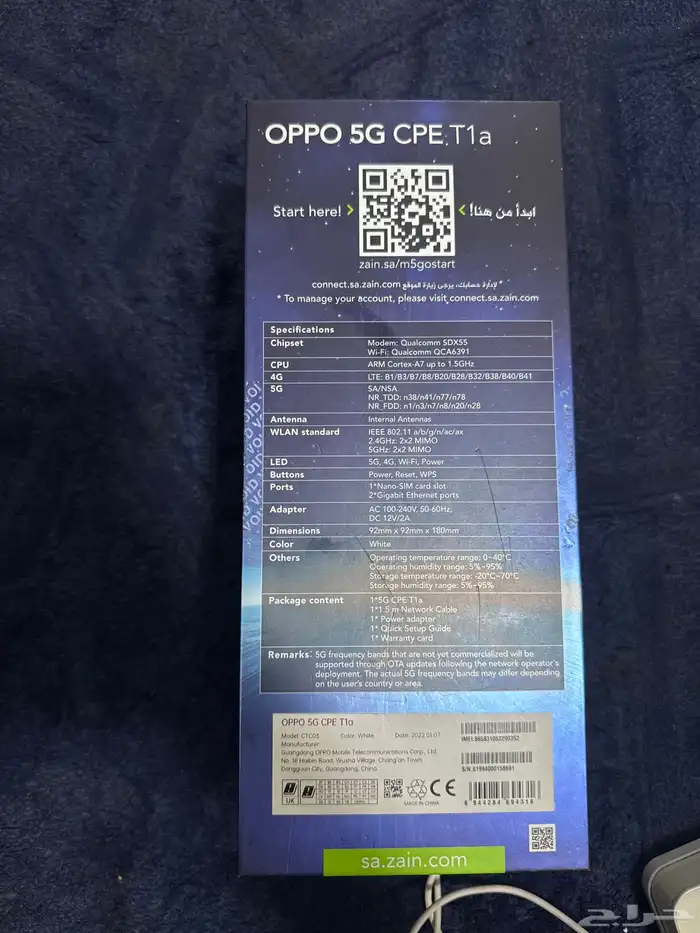 OPPO 5G CPE T1a
Start here! > < ابدأ من هنا!
zain.sa/m5gostart
* لإدارة حسابك، يرجى زيارة الموقع connect.sa.zain.com
* To manage your account, please visit connect.sa.zain.com
Specifications
Chipset Modem: Qualcomm SDX55
Wi-Fi: Qualcomm QCA6391
CPU ARM Cortex-A7 up to 1.5GHz
4G LTE: B1/B3/B7/B8/B20/B28/B32/B38/B40/B41
5G SA/NSA
NR_TDD: n38/n41/n77/n78
NR_FDD: n1/n3/n7/n8/n20/n28
Antenna Internal Antennas
WLAN standard IEEE 802.11 a/b/g/n/ac/ax
2.4GHz: 2x2 MIMO
5GHz: 2x2 MIMO
LED 5G, 4G, Wi-Fi, Power
Buttons Power, Reset, WPS
Ports 1*Nano-SIM card slot
2*Gigabit Ethernet ports
Adapter AC 100-240V, 50-60Hz,
DC 12V/2A
Dimensions 92mm x 92mm x 180mm
Color White
Others Operating temperature range: 0~40°C
Operating humidity range: 5%~95%
Storage temperature range: -20°C~70°C
Storage humidity range: 5%~95%
Package content 1*5G CPE T1a
1*1.5 m Network Cable
1* Power adapter
1* Quick Setup Guide
1* Warranty card
Remarks: 5G frequency bands that are not yet commercialized will be
supported through OTA updates following the network operator's
deployment. The actual 5G frequency bands may differ depending
on the user's country or area.
OPPO 5G CPE T1a
Model: CTC03 Color: White Date: 2022.01.07
Manufacturer
Guangdong OPPO Mobile Telecommunications Corp., Ltd.
No. 18 Haibin Road, Wusha Village, Chang'an Town,
Dongguan City, Guangdong, China.
IMEI:865831052290352
UK
MADE IN CHINA
CE
6 944284 694318
sa.zain.com
VOID VOID VOID
حراج